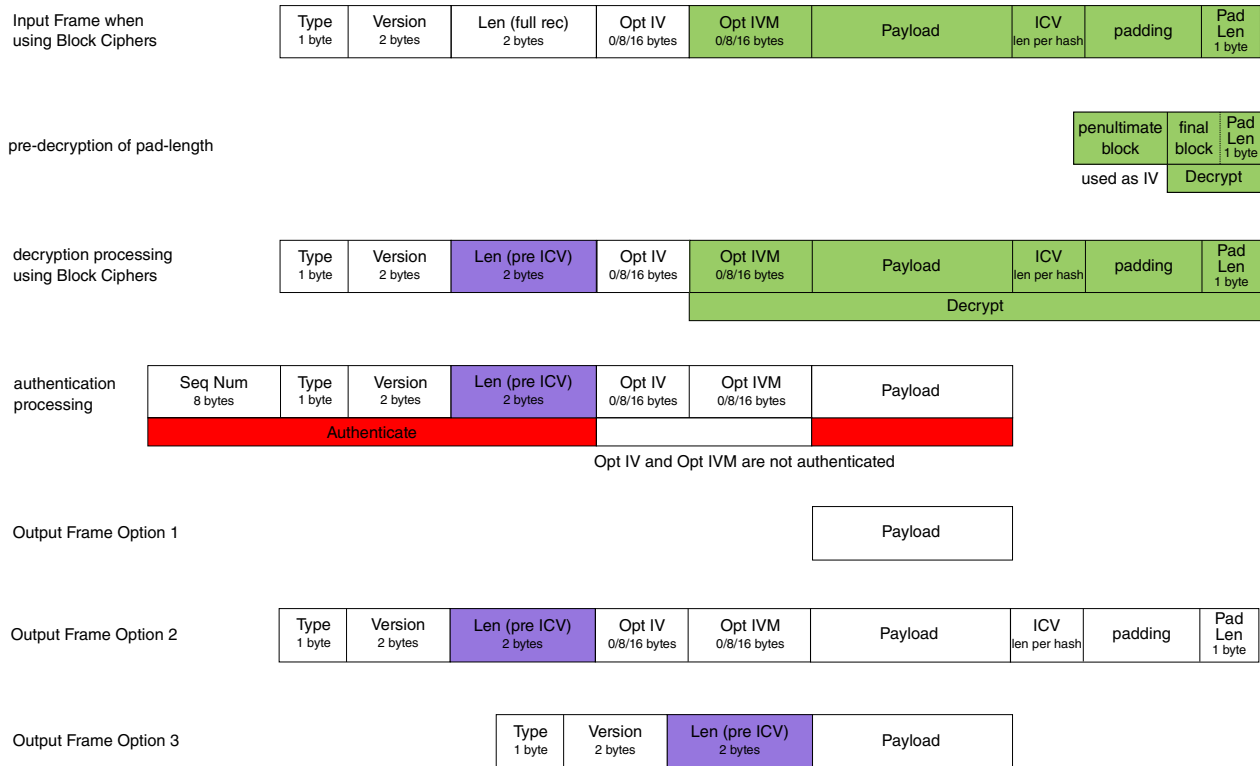 Input Frame when
using Block Ciphers
Type
1 byte
Version
2 bytes
Len (full rec)
2 bytes
Opt IV
0/8/16 bytes
Opt IVM
0/8/16 bytes
Payload
ICV
len per hash
padding
Pad
Len
1 byte
pre-decryption of pad-length
penultimate
block
final
block
Pad
Len
1 byte
used as IV
Decrypt
decryption processing
using Block Ciphers
Type
1 byte
Version
2 bytes
Len (pre ICV)
2 bytes
Opt IV
0/8/16 bytes
Opt IVM
0/8/16 bytes
Payload
ICV
len per hash
padding
Pad
Len
1 byte
Decrypt
authentication
processing
Seq Num
8 bytes
Type
1 byte
Version
2 bytes
Len (pre ICV)
2 bytes
Opt IV
0/8/16 bytes
Opt IVM
0/8/16 bytes
Payload
Authenticate
Opt IV and Opt IVM are not authenticated
Output Frame Option 1
Payload
Output Frame Option 2
Type
1 byte
Version
2 bytes
Len (pre ICV)
2 bytes
Opt IV
0/8/16 bytes
Opt IVM
0/8/16 bytes
Payload
ICV
len per hash
padding
Pad
Len
1 byte
Output Frame Option 3
Type
1 byte
Version
2 bytes
Len (pre ICV)
2 bytes
Payload